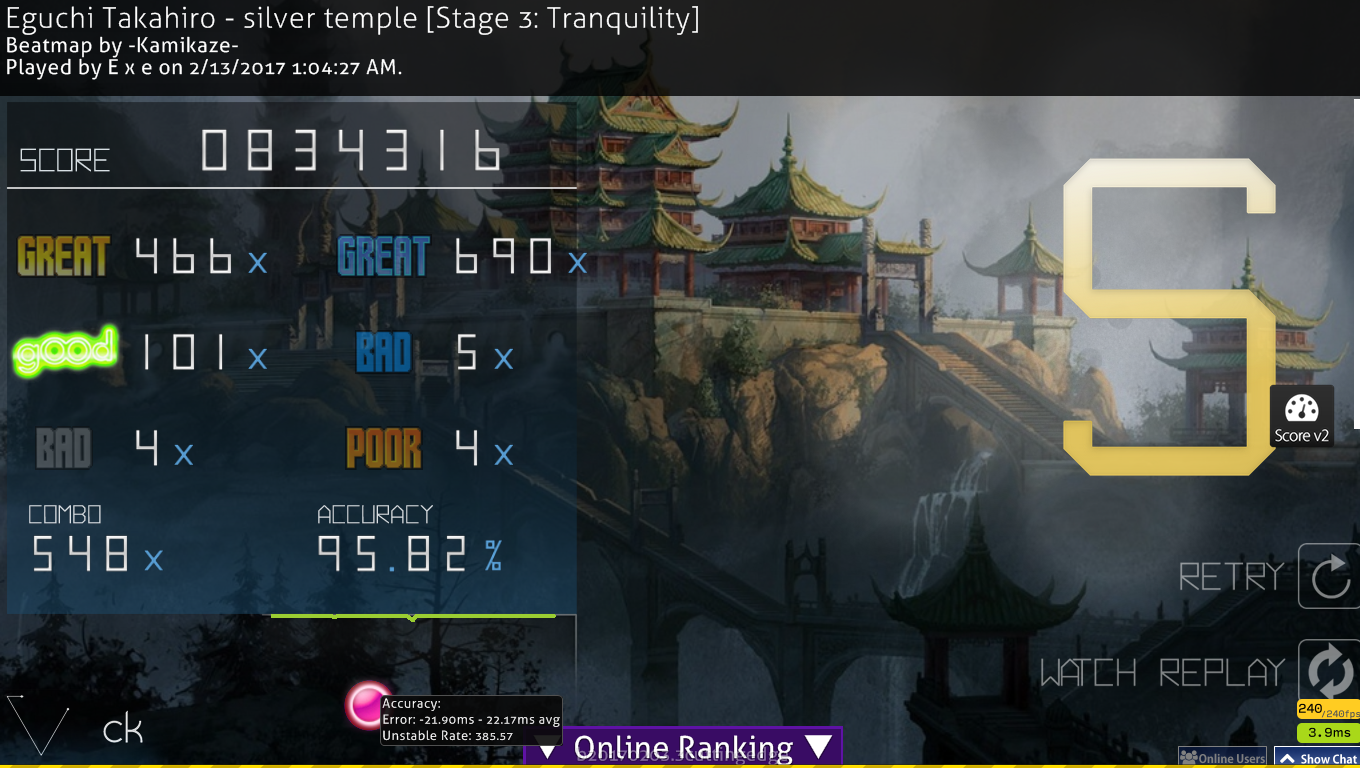 Eguchi Takahiro - silver temple [Stage 3: Tranquility]
Beatmap by -Kamikaze-
Played by E x e on 2/13/2017 1:04:27 AM.
SCORE 0834316
GREAT 466x GREAT 690x
good 101x BAD 5x
BAD 4x POOR 4x
COMBO ACCURACY
548x 95.82%
Score v2
RETRY
WATCH REPLAY
Accuracy:
Error: -21.90ms - 22.17ms avg
Unstable Rate: 385.57
ck
Online Ranking
240/240fps
3.9ms
Online Users
Show Chat